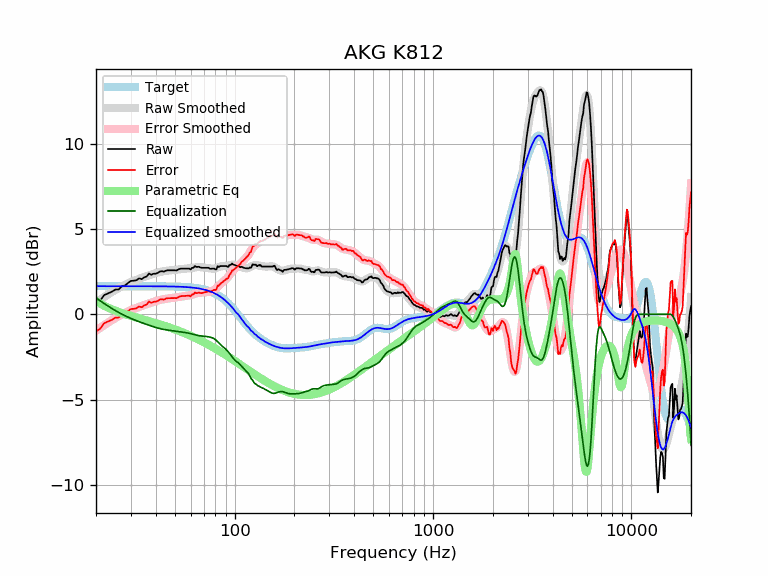 AKG K812
Target
Raw Smoothed
Error Smoothed
Raw
Error
Parametric Eq
Equalization
Equalized smoothed
10
5
0
−5
−10
Amplitude (dBr)
100
1000
10000
Frequency (Hz)